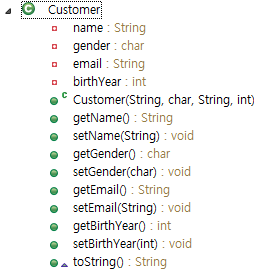 Customer
name : String
gender : char
email : String
birthYear : int
Customer(String, char, String, int)
getName() : String
setName(String) : void
getGender() : char
setGender(char) : void
getEmail() : String
setEmail(String) : void
getBirthYear() : int
setBirthYear(int) : void
toString() : String